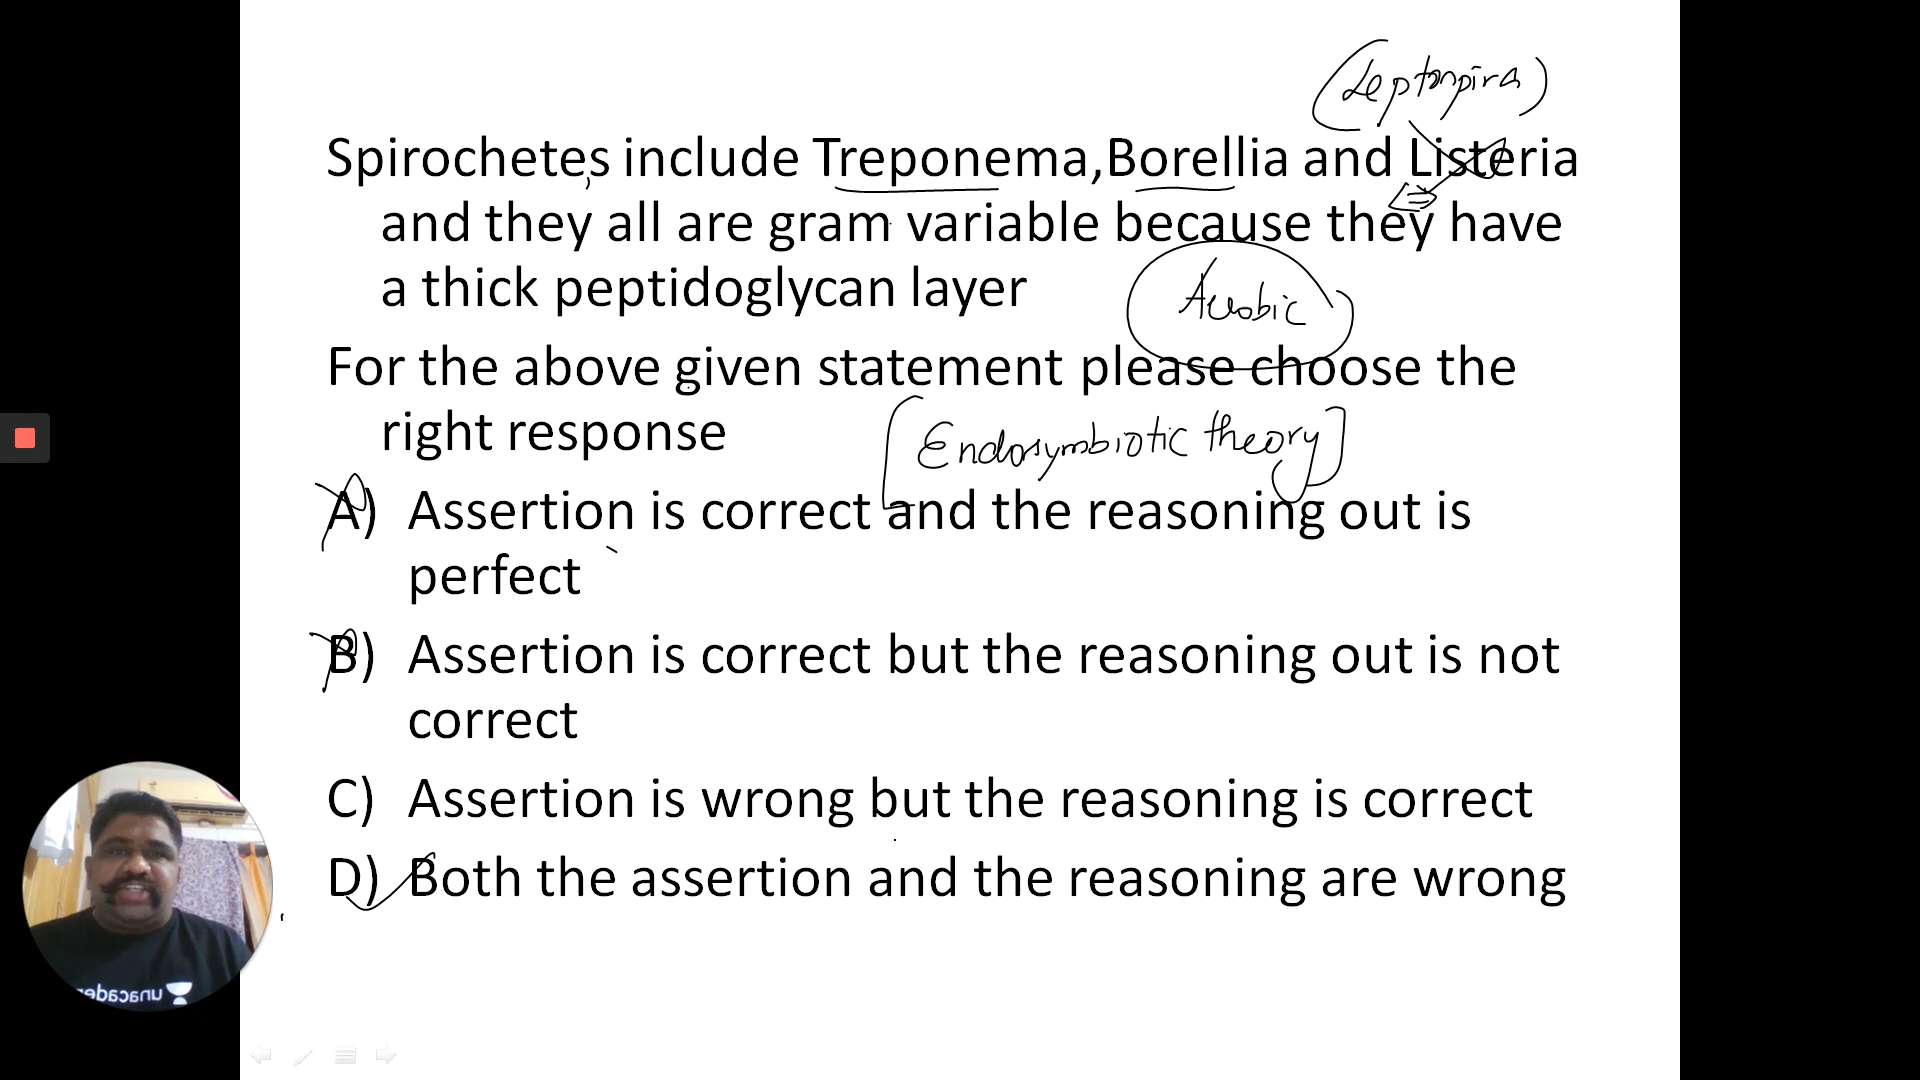 (Leptospira)
Spirochetes include Treponema,Borellia and Listeria
and they all are gram variable because they have
a thick peptidoglycan layer
Aerobic
For the above given statement please choose the
right response
[Endosymbiotic theory]
A) Assertion is correct and the reasoning out is
perfect
B) Assertion is correct but the reasoning out is not
correct
C) Assertion is wrong but the reasoning is correct
D) Both the assertion and the reasoning are wrong